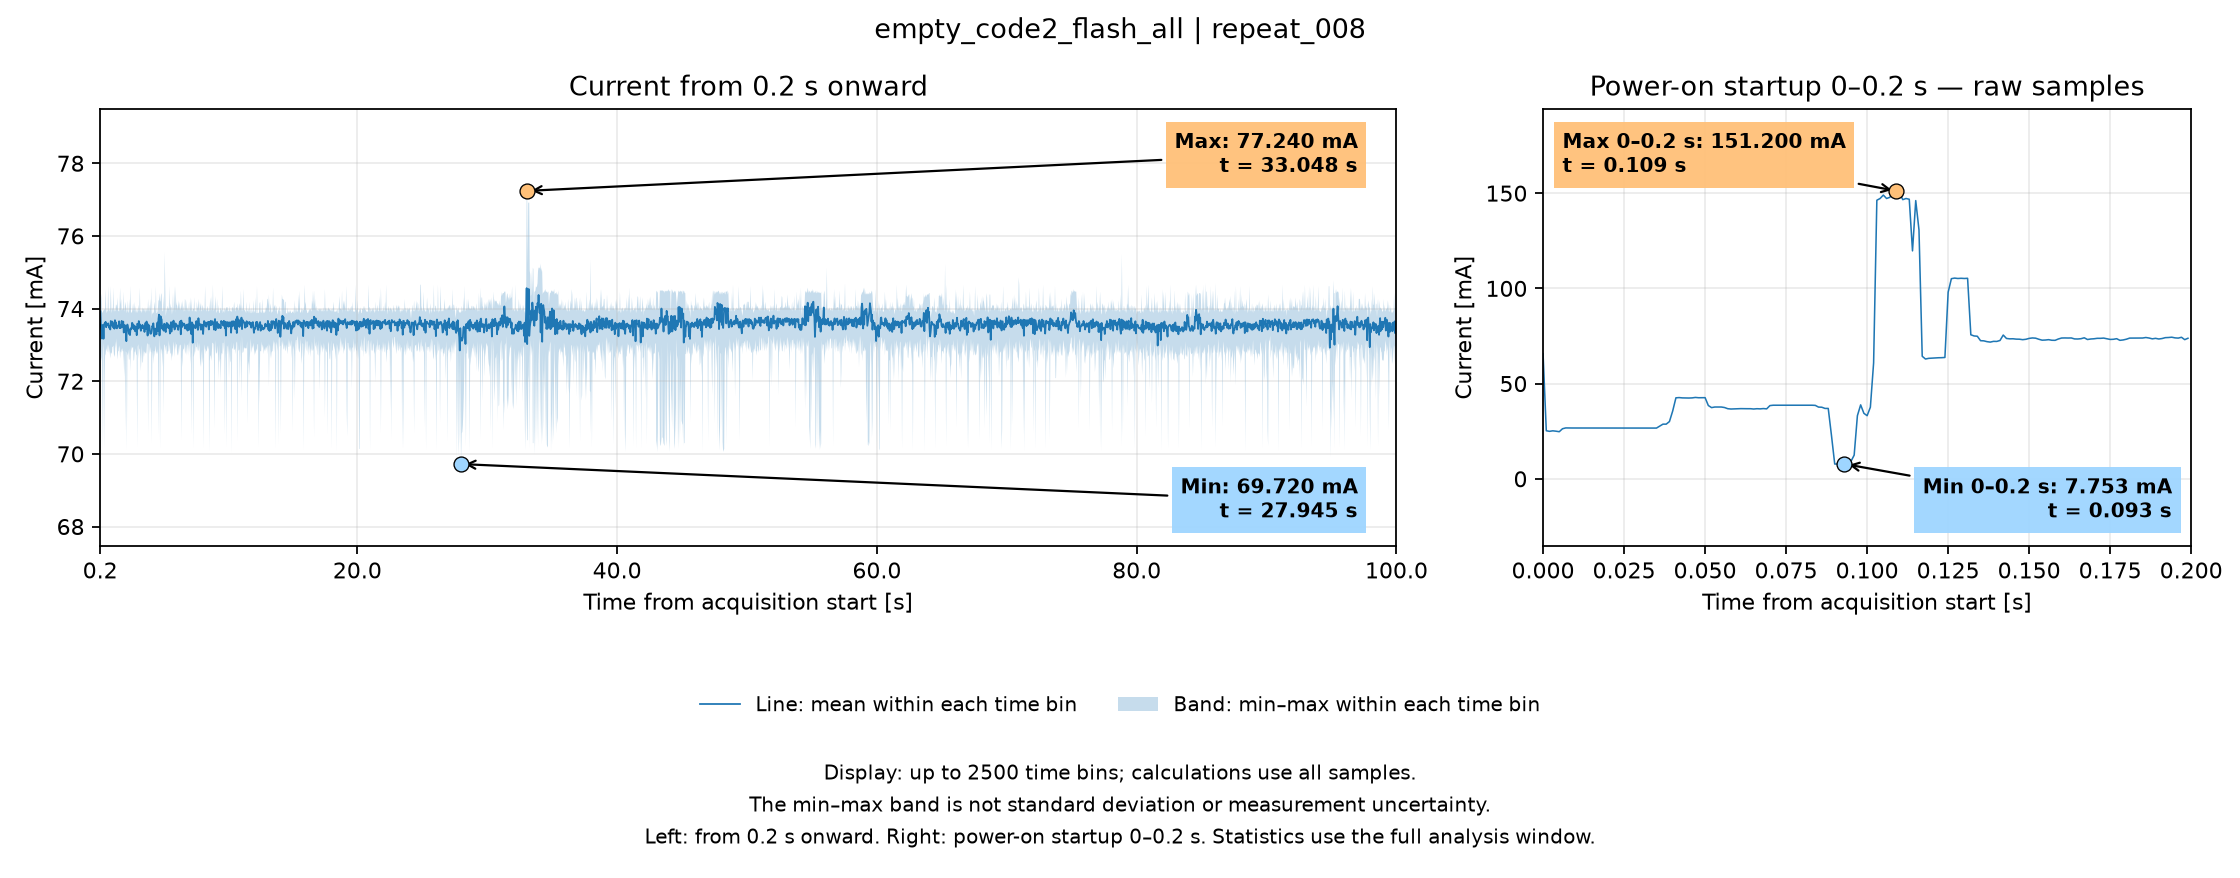 empty_code2_flash_all | repeat_008
Current from 0.2 s onward
Max: 77.240 mA
t = 33.048 s
Min: 69.720 mA
t = 27.945 s
Current [mA]
78
76
74
72
70
68
0.2 20.0 40.0 60.0 80.0 100.0
Time from acquisition start [s]
Power-on startup 0–0.2 s — raw samples
Max 0–0.2 s: 151.200 mA
t = 0.109 s
Min 0–0.2 s: 7.753 mA
t = 0.093 s
Current [mA]
150
100
50
0
0.000 0.025 0.050 0.075 0.100 0.125 0.150 0.175 0.200
Time from acquisition start [s]
Line: mean within each time bin
Band: min–max within each time bin
Display: up to 2500 time bins; calculations use all samples.
The min–max band is not standard deviation or measurement uncertainty.
Left: from 0.2 s onward. Right: power-on startup 0–0.2 s. Statistics use the full analysis window.